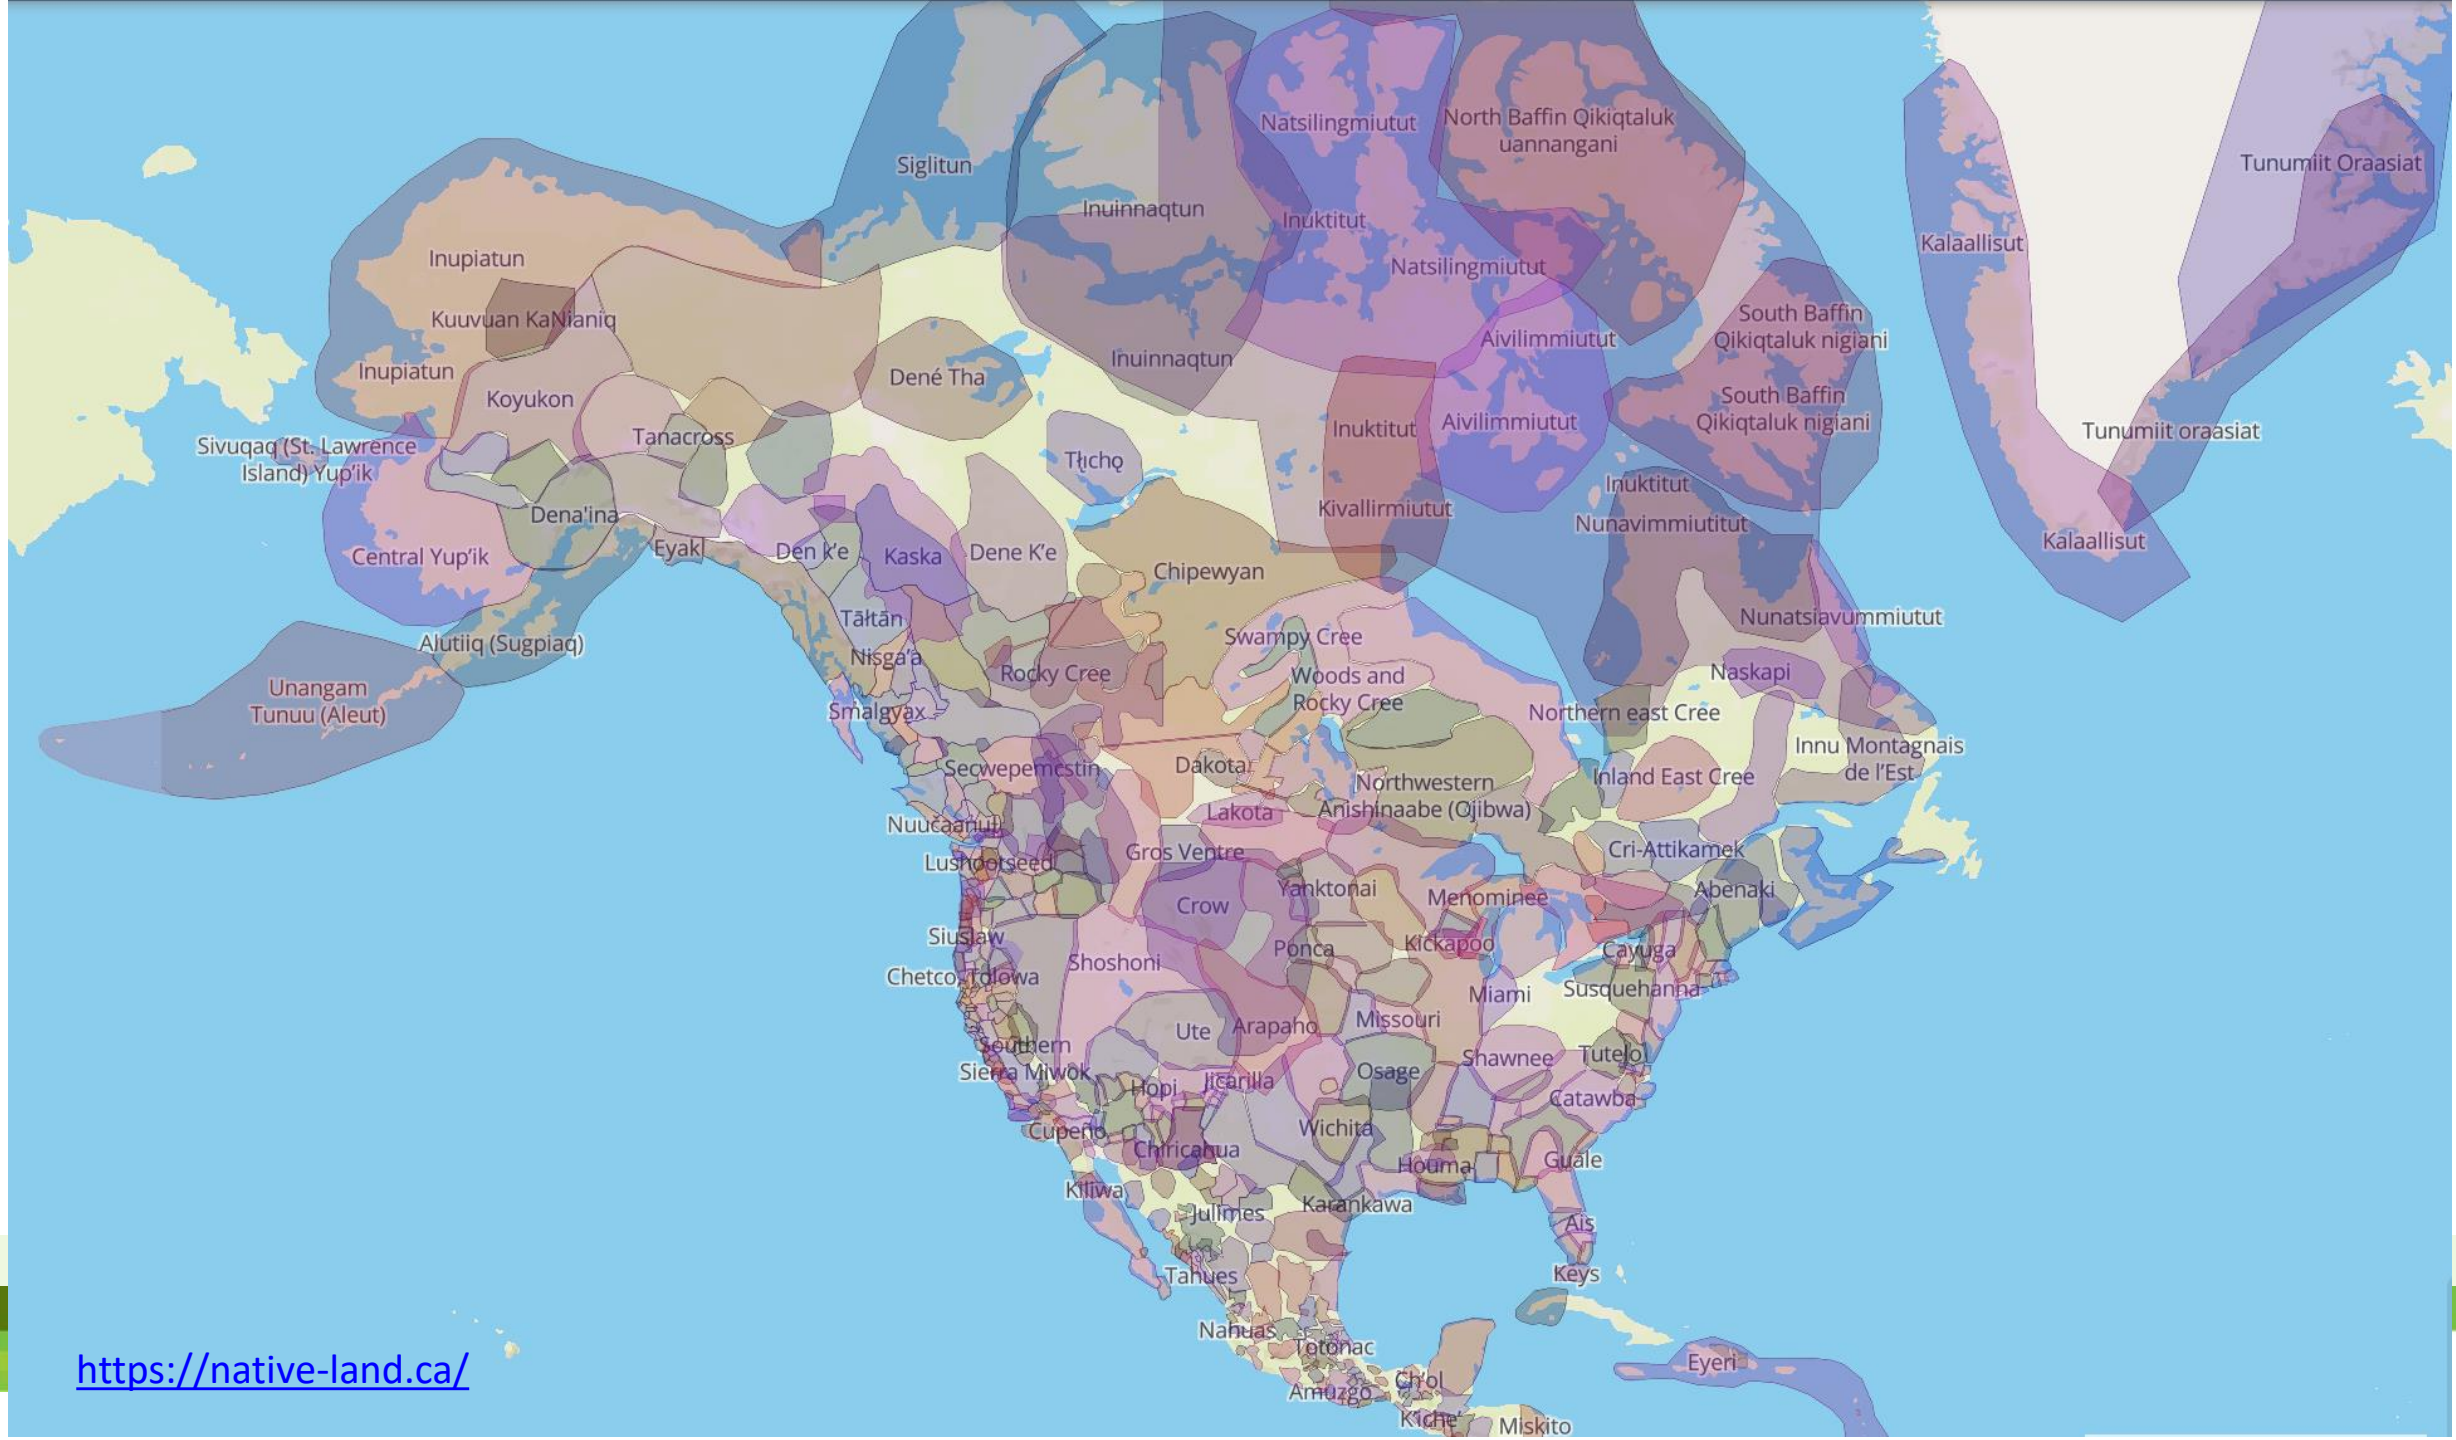 Natsilingmiutut
North Baffin Qikiqtaluk
uannangani
Siglitun
Tunumiit Oraasiat
Inuinnaqtun
Inuktitut
Kalaallisut
Inupiatun
Natsilingmiutut
Kuuvuan KaNianiq
South Baffin
Qikiqtaluk nigiani
Aivilimmiutut
Inuinnaqtun
Inupiatun
Dené Tha
Koyukon
South Baffin
Qikiqtaluk nigiani
Aivilimmiutut
Inuktitut
Tunumiit oraasiat
Tanacross
Sivuqaq (St. Lawrence
Island) Yup'ik
Tłıchǫ
Inuktitut
Kivallirmiutut
Dena'ina
Nunavimmiutitut
Kalaallisut
Eyak
Den k'e
Kaska
Dene K'e
Central Yup'ik
Chipewyan
Tāłtān
Nunatsiavummiutut
Alutiiq (Sugpiaq)
Swampy Cree
Nisga'a
Rocky Cree
Naskapi
Woods and
Rocky Cree
Unangam
Tunuu (Aleut)
Smalgyax
Northern east Cree
Innu Montagnais
de l'Est
Secwepemcstin
Dakota
Inland East Cree
Northwestern
Anishinaabe (Ojibwa)
Lakota
Nuučaan̓uł
Gros Ventre
Cri-Attikamek
Lushootseed
Yanktonai
Menominee
Abenaki
Crow
Siuslaw
Ponca
Kickapoo
Cayuga
Shoshoni
Chetco, Tolowa
Miami
Susquehanna
Ute
Arapaho
Missouri
Southern
Sierra Miwok
Shawnee
Tutelo
Osage
Hopi
Jicarilla
Catawba
Cupeño
Wichita
Chiricahua
Houma
Guale
Kiliwa
Karankawa
Julimes
Ais
Tahues
Keys
Nahuas
Totonac
Eyeri
https://native-land.ca/
Ch'ol
Amuzgo
K'iche'
Miskito